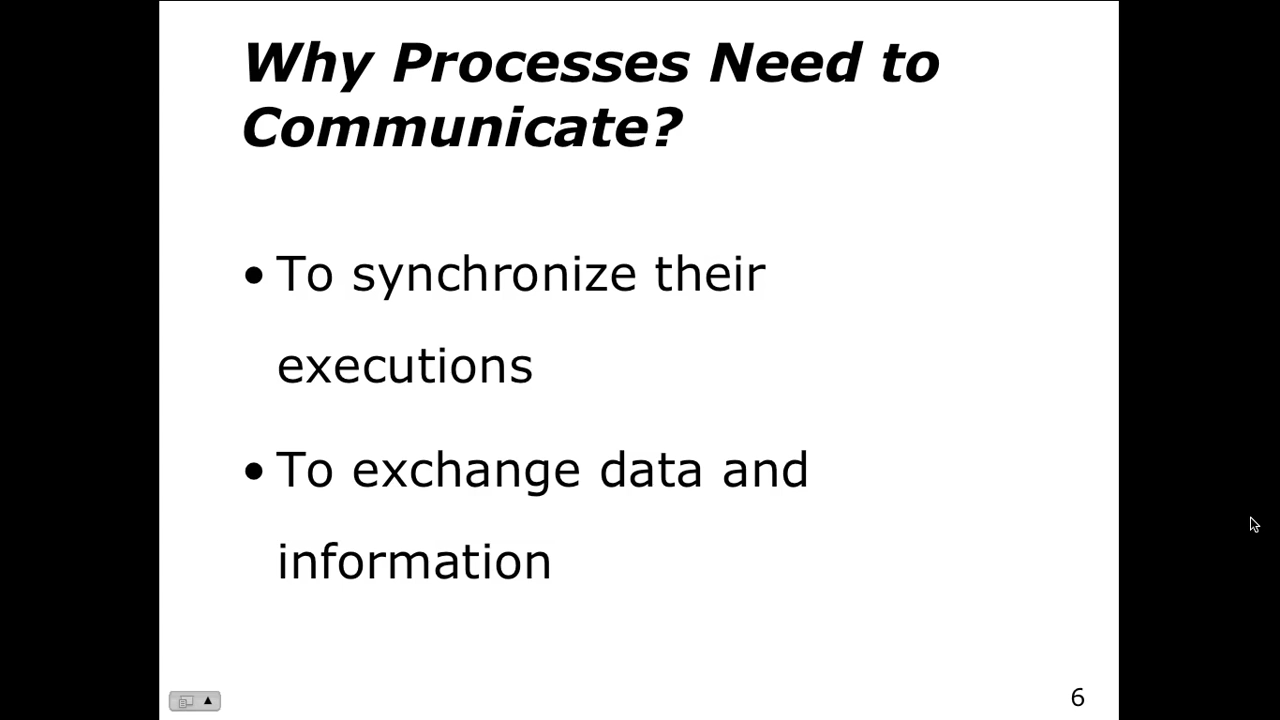 Why Processes Need to
Communicate?
• To synchronize their
executions
• To exchange data and
information
6